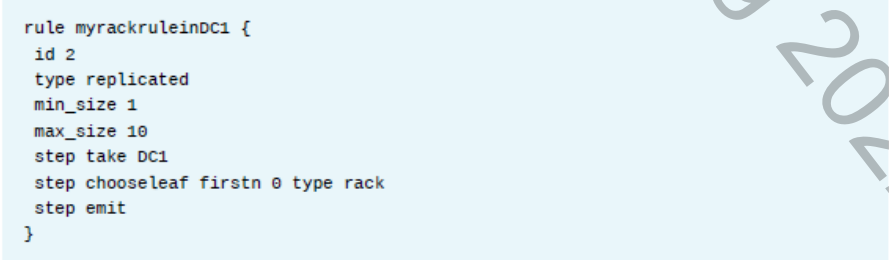 rule myrackruleinDC1 {
 id 2
 type replicated
 min_size 1
 max_size 10
 step take DC1
 step chooseleaf firstn 0 type rack
 step emit
}